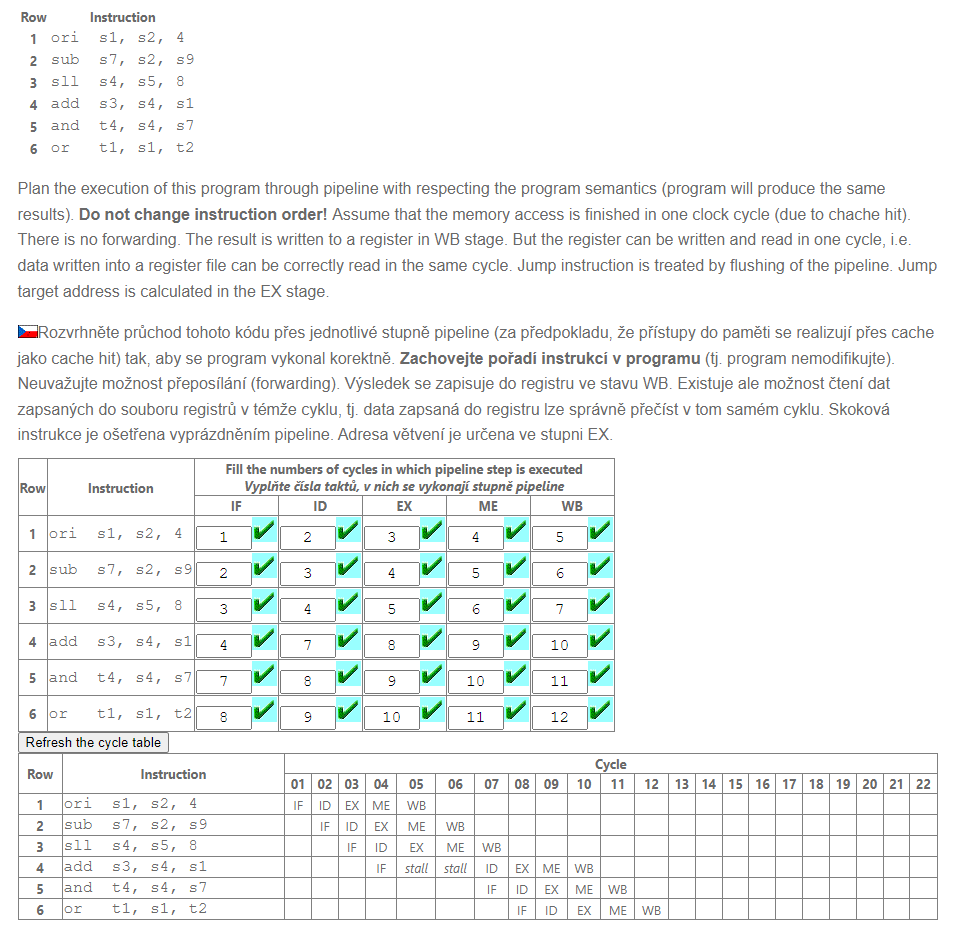 Row Instruction
1 ori s1, s2, 4
2 sub s7, s2, s9
3 sll s4, s5, 8
4 add s3, s4, s1
5 and t4, s4, s7
6 or t1, s1, t2
Plan the execution of this program through pipeline with respecting the program semantics (program will produce the same
results). Do not change instruction order! Assume that the memory access is finished in one clock cycle (due to chache hit).
There is no forwarding. The result is written to a register in WB stage. But the register can be written and read in one cycle, i.e.
data written into a register file can be correctly read in the same cycle. Jump instruction is treated by flushing of the pipeline. Jump
target address is calculated in the EX stage.
Rozvrhněte průchod tohoto kódu přes jednotlivé stupně pipeline (za předpokladu, že přístupy do paměti se realizují přes cache
jako cache hit) tak, aby se program vykonal korektně. Zachovejte pořadí instrukcí v programu (tj. program nemodifikujte).
Neuvažujte možnost přeposílání (forwarding). Výsledek se zapisuje do registru ve stavu WB. Existuje ale možnost čtení dat
zapsaných do souboru registrů v témže cyklu, tj. data zapsaná do registru lze správně přečíst v tom samém cyklu. Skoková
instrukce je ošetřena vyprázdněním pipeline. Adresa větvení je určena ve stupni EX.
Row Instruction Fill the numbers of cycles in which pipeline step is executed
Vyplňte čísla taktů, v nich se vykonají stupně pipeline
IF ID EX ME WB
1 ori s1, s2, 4 1 2 3 4 5
2 sub s7, s2, s9 2 3 4 5 6
3 sll s4, s5, 8 3 4 5 6 7
4 add s3, s4, s1 4 7 8 9 10
5 and t4, s4, s7 7 8 9 10 11
6 or t1, s1, t2 8 9 10 11 12
Refresh the cycle table
Row Instruction Cycle
01 02 03 04 05 06 07 08 09 10 11 12 13 14 15 16 17 18 19 20 21 22
1 ori s1, s2, 4 IF ID EX ME WB
2 sub s7, s2, s9 IF ID EX ME WB
3 sll s4, s5, 8 IF ID EX ME WB
4 add s3, s4, s1 IF stall stall ID EX ME WB
5 and t4, s4, s7 IF ID EX ME WB
6 or t1, s1, t2 IF ID EX ME WB